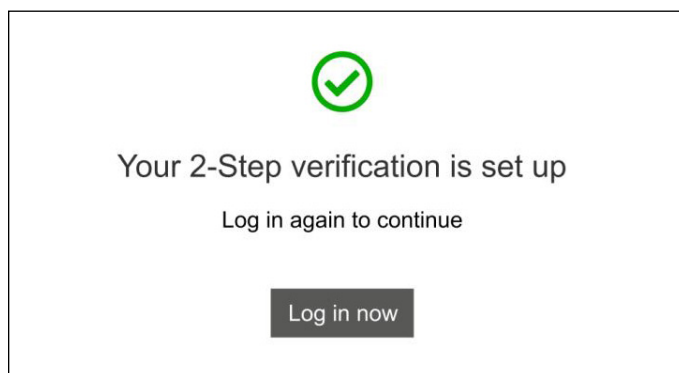 Your 2-Step verification is set up
Log in again to continue
Log in now